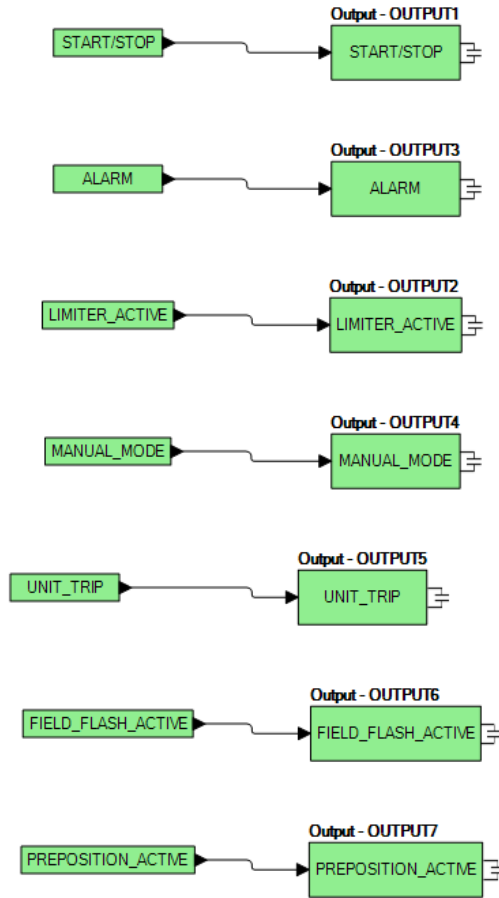 Output - OUTPUT1
START/STOP
START/STOP
Output - OUTPUT3
ALARM
ALARM
Output - OUTPUT2
LIMITER_ACTIVE
LIMITER_ACTIVE
Output - OUTPUT4
MANUAL_MODE
MANUAL_MODE
Output - OUTPUT5
UNIT_TRIP
UNIT_TRIP
Output - OUTPUT6
FIELD_FLASH_ACTIVE
FIELD_FLASH_ACTIVE
Output - OUTPUT7
PREPOSITION_ACTIVE
PREPOSITION_ACTIVE